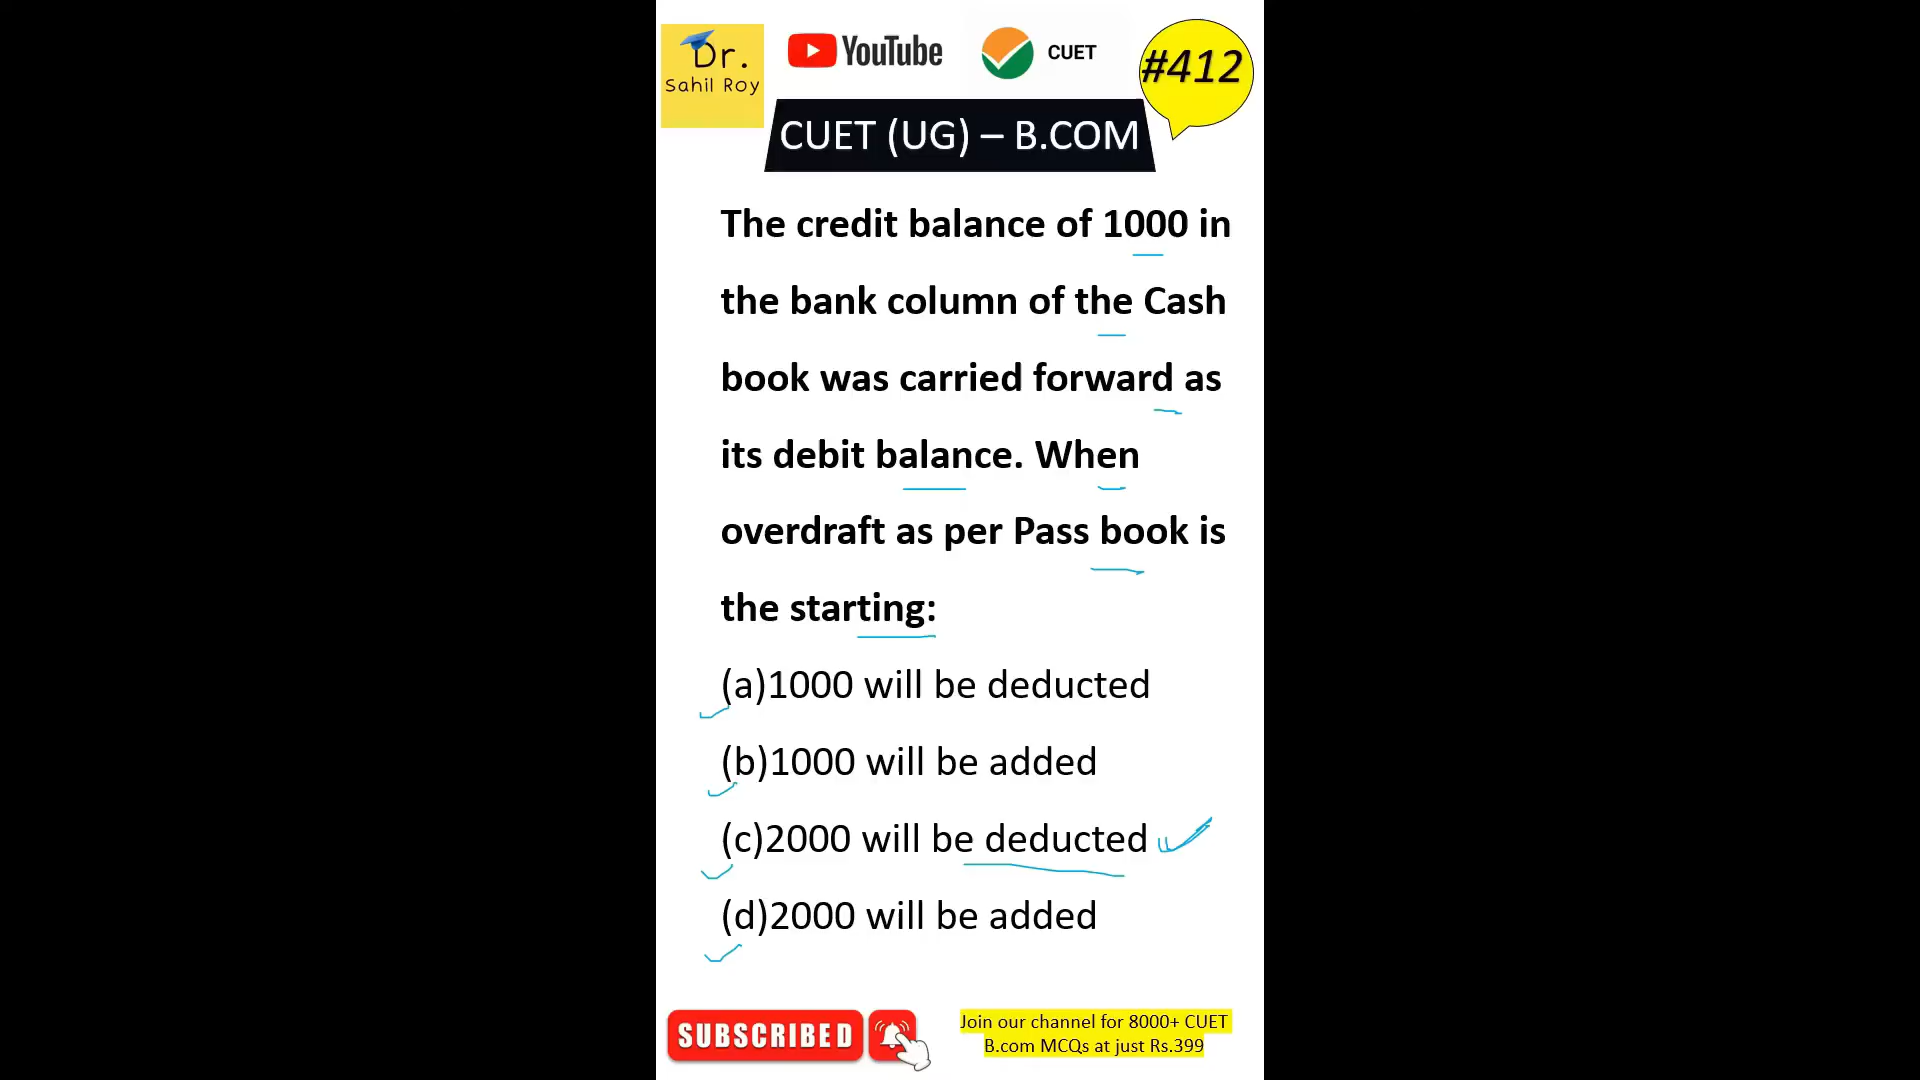 Dr.
Sahil Roy
YouTube
CUET
#412
CUET (UG) – B.COM
The credit balance of 1000 in
the bank column of the Cash
book was carried forward as
its debit balance. When
overdraft as per Pass book is
the starting:
(a)1000 will be deducted
(b)1000 will be added
(c)2000 will be deducted
(d)2000 will be added
SUBSCRIBED
Join our channel for 8000+ CUET
B.com MCQs at just Rs.399